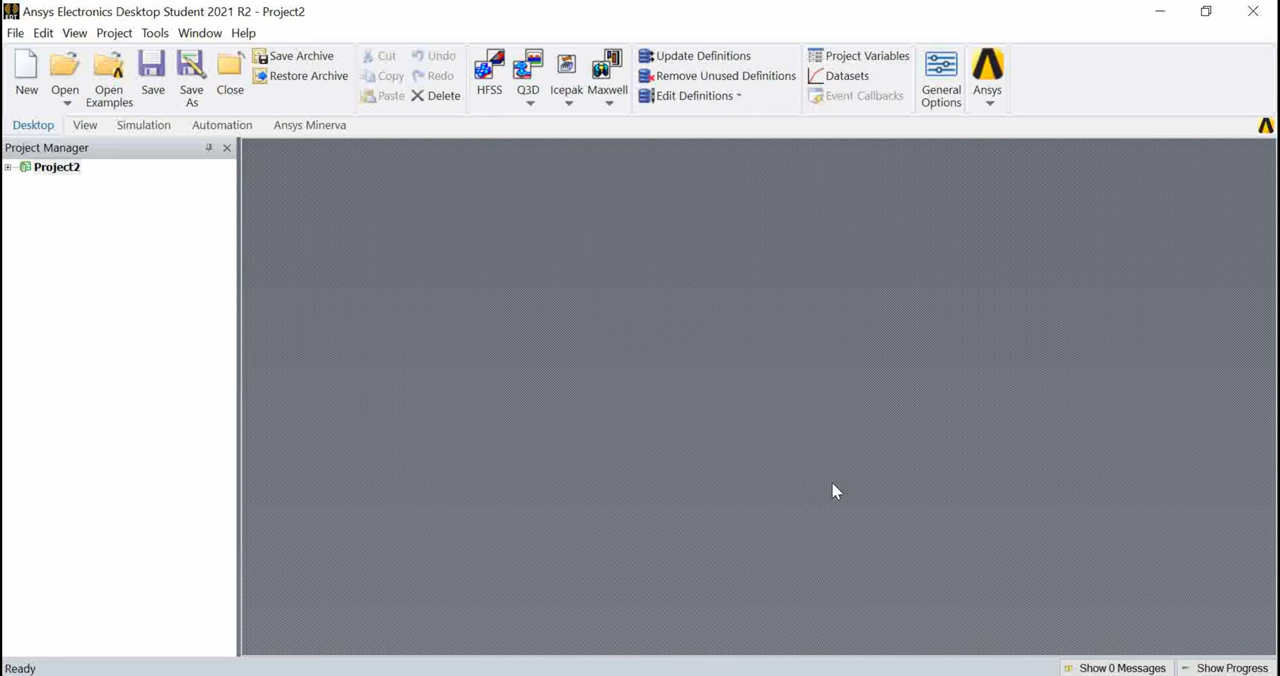 Ansys Electronics Desktop Student 2021 R2 - Project2
File Edit View Project Tools Window Help
New Open Open Examples Save Save As Close
Save Archive
Restore Archive
Cut Undo
Copy Redo
Paste Delete
HFSS Q3D Icepak Maxwell
Update Definitions
Remove Unused Definitions
Edit Definitions
Project Variables
Datasets
Event Callbacks
General Options
Ansys
Desktop View Simulation Automation Ansys Minerva
Project Manager
Project2
Ready
Show 0 Messages Show Progress